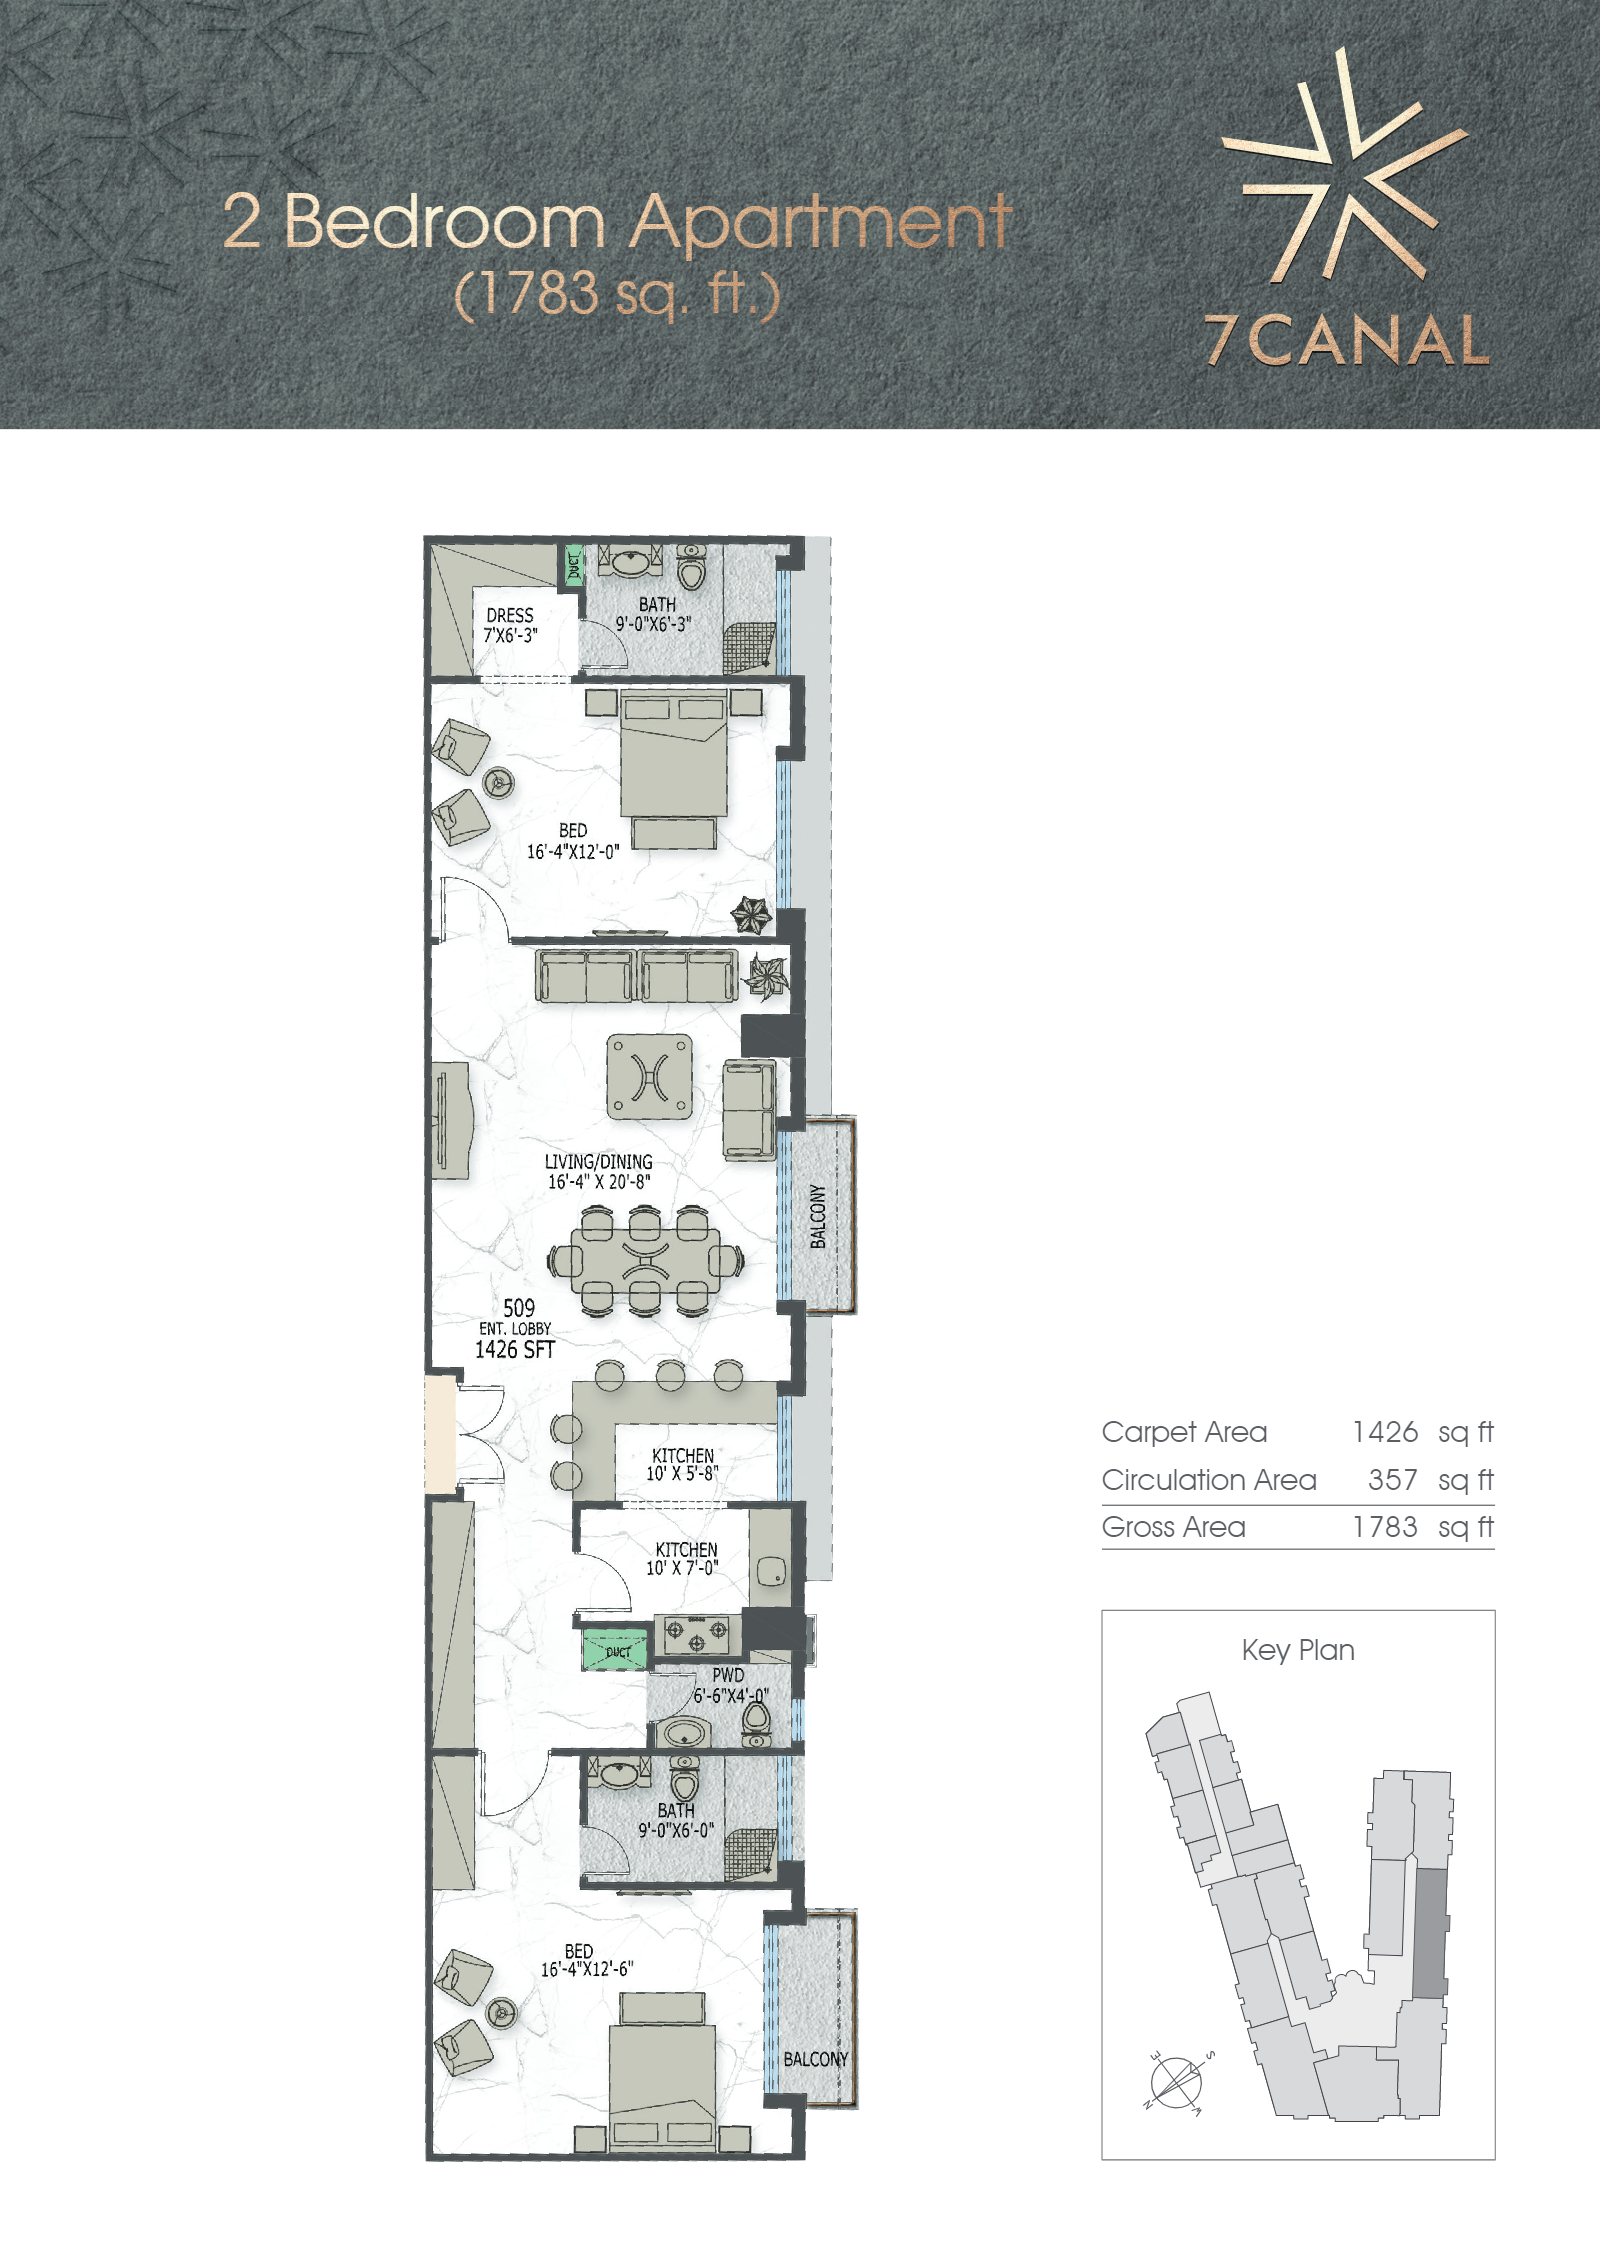 2 Bedroom Apartment
(1783 sq. ft.)
7CANAL
DUCT
DRESS
7'X6'-3"
BATH
9'-0"X6'-3"
BED
16'-4"X12'-0"
LIVING/DINING
16'-4" X 20'-8"
BALCONY
509
ENT. LOBBY
1426 SFT
KITCHEN
10' X 5'-8"
KITCHEN
10' X 7'-0"
DUCT
PWD
6'-6"X4'-0"
BATH
9'-0"X6'-0"
BED
16'-4"X12'-6"
BALCONY
Carpet Area 1426 sq ft
Circulation Area 357 sq ft
Gross Area 1783 sq ft
Key Plan
E
S
N
W